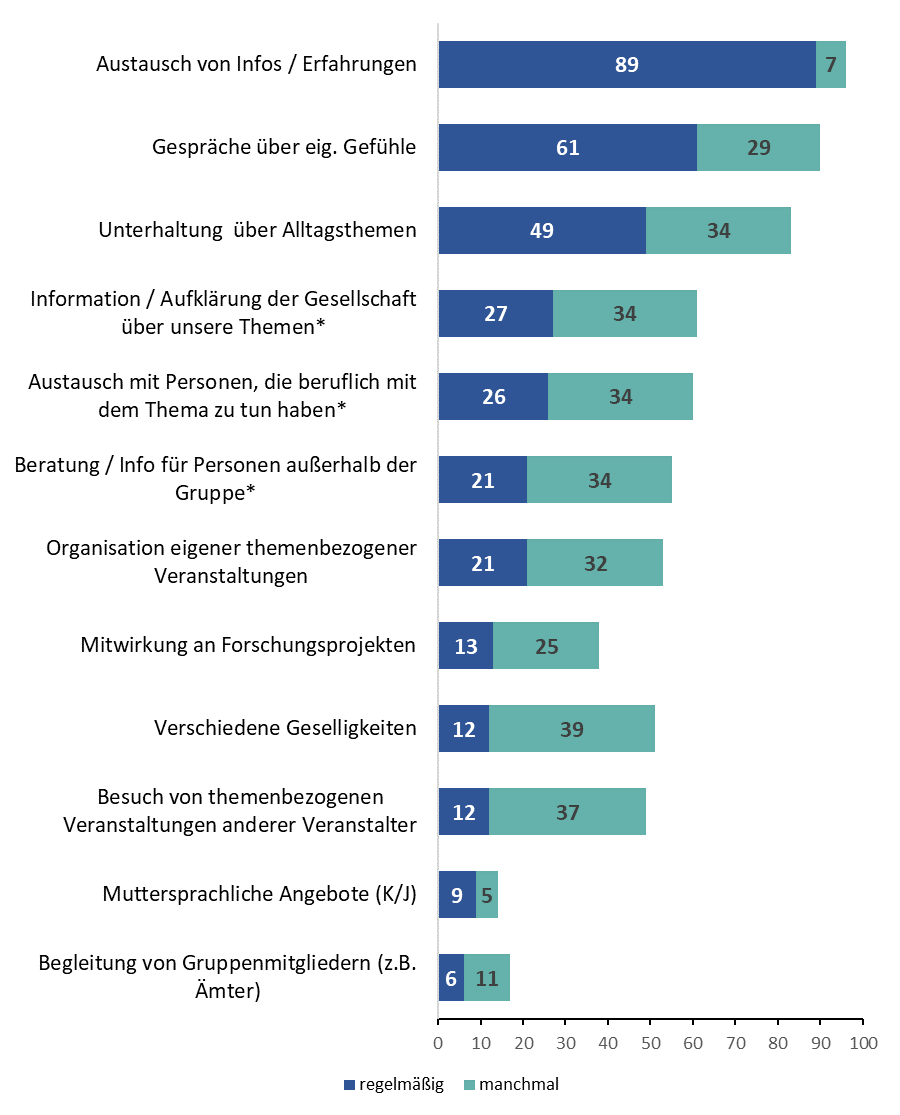 Austausch von Infos / Erfahrungen
89 7
Gespräche über eig. Gefühle
61 29
Unterhaltung  über Alltagsthemen
49 34
Information / Aufklärung der Gesellschaft
über unsere Themen*
27 34
Austausch mit Personen, die beruflich mit
dem Thema zu tun haben*
26 34
Beratung / Info für Personen außerhalb der
Gruppe*
21 34
Organisation eigener themenbezogener
Veranstaltungen
21 32
Mitwirkung an Forschungsprojekten
13 25
Verschiedene Geselligkeiten
12 39
Besuch von themenbezogenen
Veranstaltungen anderer Veranstalter
12 37
Muttersprachliche Angebote (K/J)
9 5
Begleitung von Gruppenmitgliedern (z.B.
Ämter)
6 11
0 10 20 30 40 50 60 70 80 90 100
regelmäßig manchmal